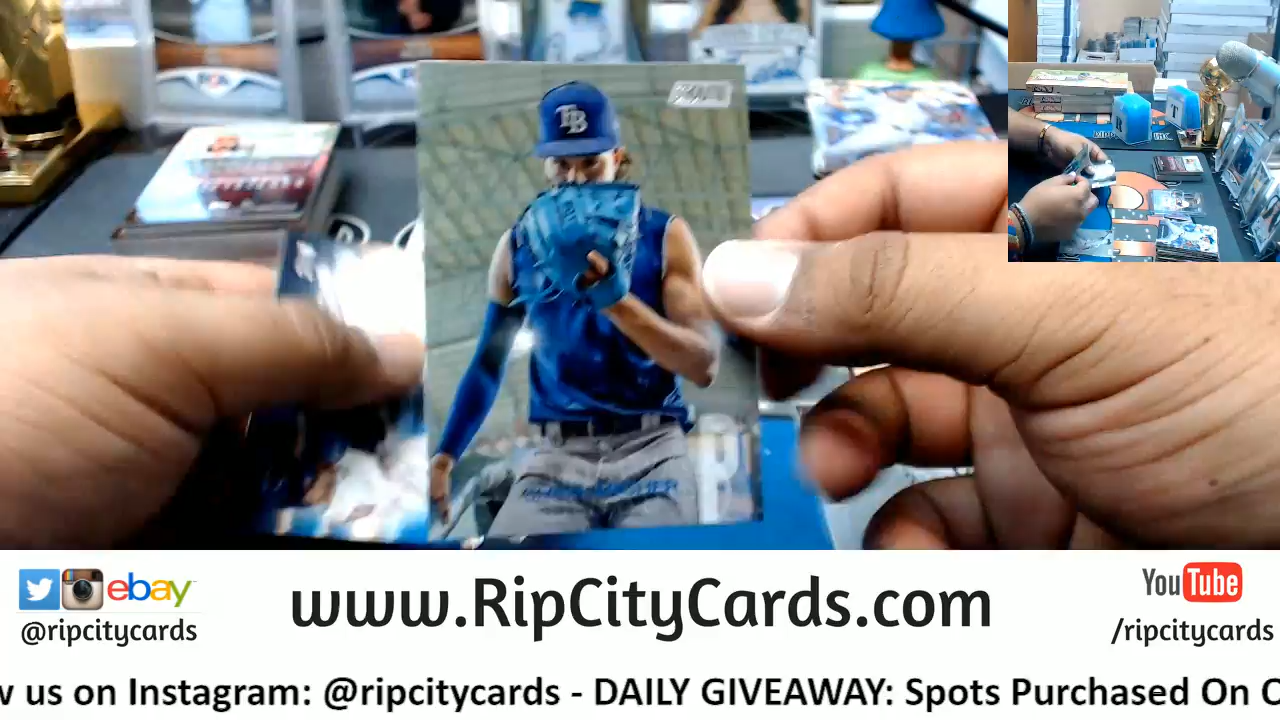 TB
ebay
@ripcitycards
www.RipCityCards.com
YouTube
/ripcitycards
w us on Instagram: @ripcitycards - DAILY GIVEAWAY: Spots Purchased On